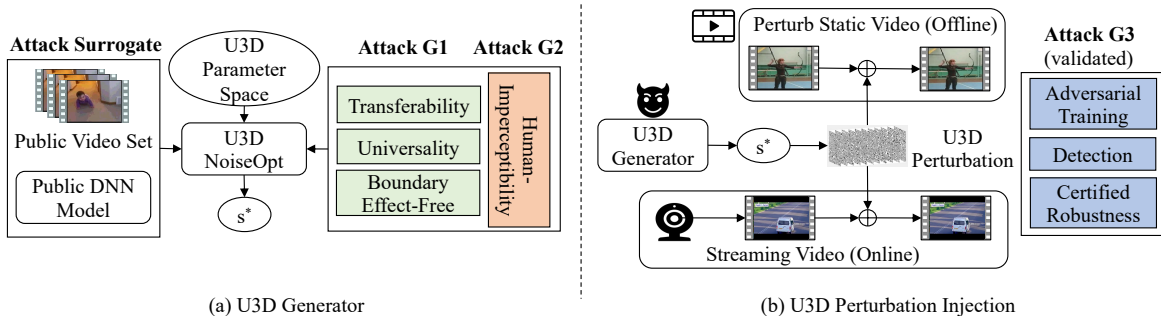 Attack Surrogate
Public Video Set
Public DNN
Model
U3D
Parameter
Space
U3D
NoiseOpt
s*
Attack G1
Attack G2
Transferability
Universality
Boundary
Effect-Free
Human-
Imperceptibility
(a) U3D Generator
Perturb Static Video (Offline)
U3D
Generator
s*
U3D
Perturbation
Streaming Video (Online)
Attack G3
(validated)
Adversarial
Training
Detection
Certified
Robustness
(b) U3D Perturbation Injection